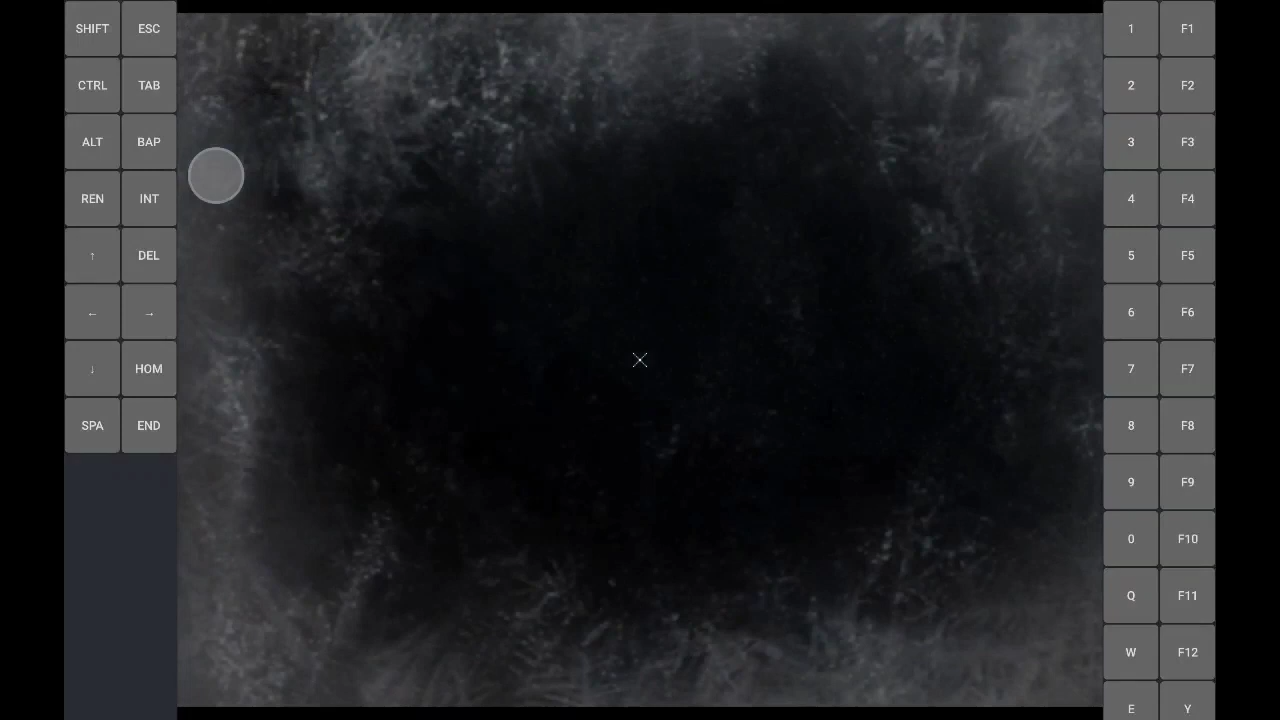 SHIFT ESC
CTRL TAB
ALT BAP
REN INT
↑ DEL
← →
↓ HOM
SPA END
1 F1
2 F2
3 F3
4 F4
5 F5
6 F6
7 F7
8 F8
9 F9
0 F10
Q F11
W F12
E Y